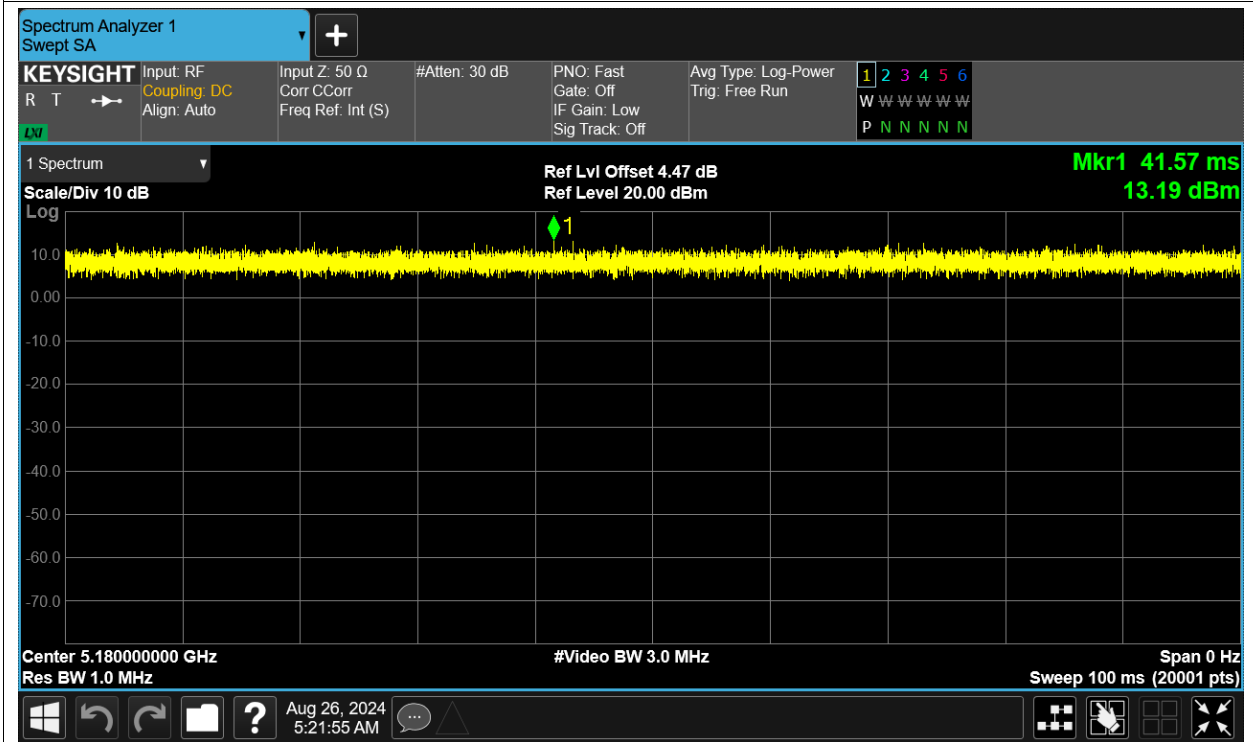 Spectrum Analyzer 1
Swept SA
KEYSIGHT
R T
LXI
Input: RF
Coupling: DC
Align: Auto
Input Z: 50 Ω
Corr CCorr
Freq Ref: Int (S)
#Atten: 30 dB
PNO: Fast
Gate: Off
IF Gain: Low
Sig Track: Off
Avg Type: Log-Power
Trig: Free Run
1 2 3 4 5 6
W W W W W W
P N N N N N
1 Spectrum
Scale/Div 10 dB
Log
Ref Lvl Offset 4.47 dB
Ref Level 20.00 dBm
Mkr1 41.57 ms
13.19 dBm
1
10.0
0.00
-10.0
-20.0
-30.0
-40.0
-50.0
-60.0
-70.0
Center 5.180000000 GHz
#Video BW 3.0 MHz
Span 0 Hz
Res BW 1.0 MHz
Sweep 100 ms (20001 pts)
?
Aug 26, 2024
5:21:55 AM